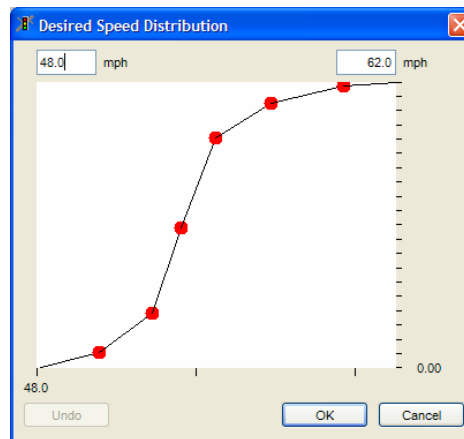 Desired Speed Distribution
48.0 mph 62.0 mph
0.00
48.0
Undo OK Cancel